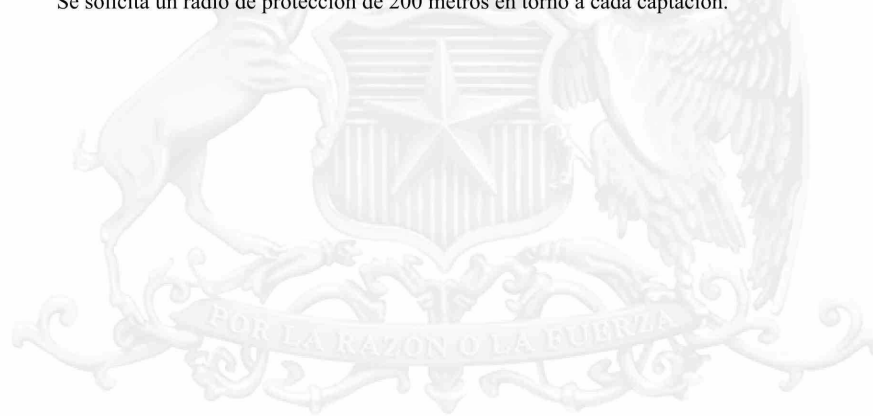 Se solicita un radio de protección de 200 metros en torno a cada captación.
POR LA RAZON O LA FUERZA